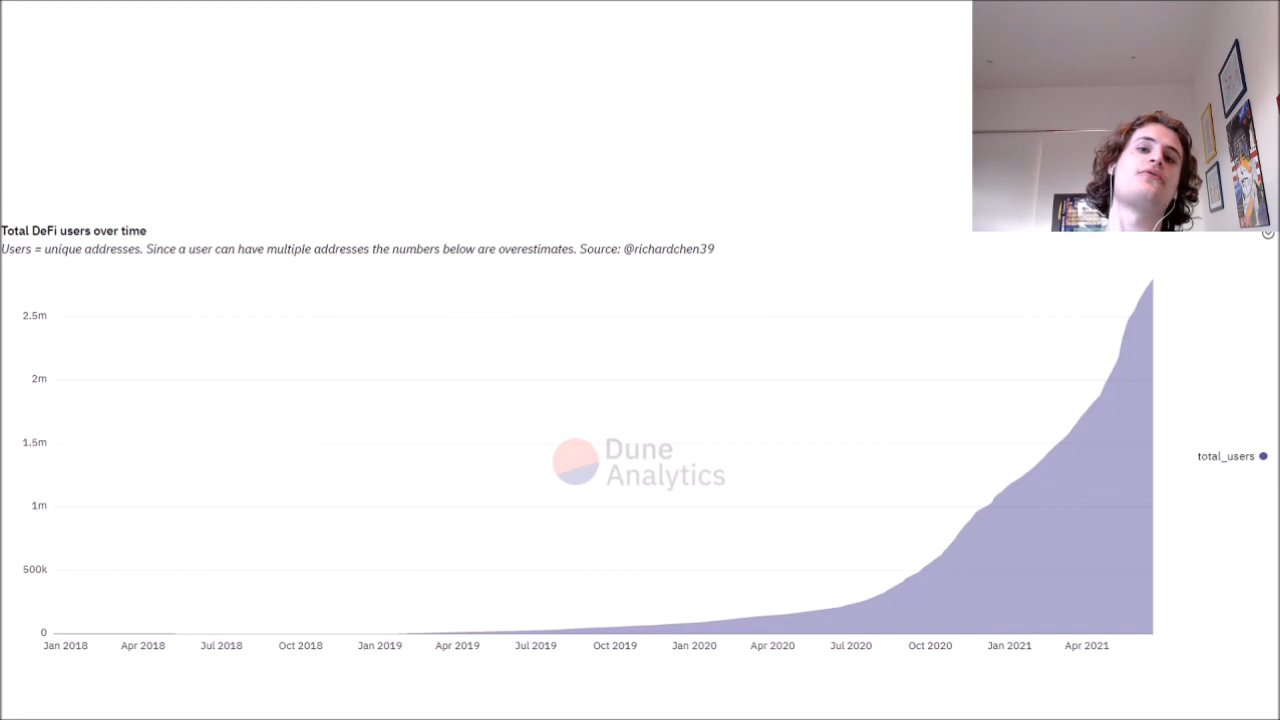 Total DeFi users over time
Users = unique addresses. Since a user can have multiple addresses the numbers below are overestimates. Source: @richardchen39
2.5m
2m
1.5m
1m
500k
0
Dune
Analytics
total_users
Jan 2018 Apr 2018 Jul 2018 Oct 2018 Jan 2019 Apr 2019 Jul 2019 Oct 2019 Jan 2020 Apr 2020 Jul 2020 Oct 2020 Jan 2021 Apr 2021